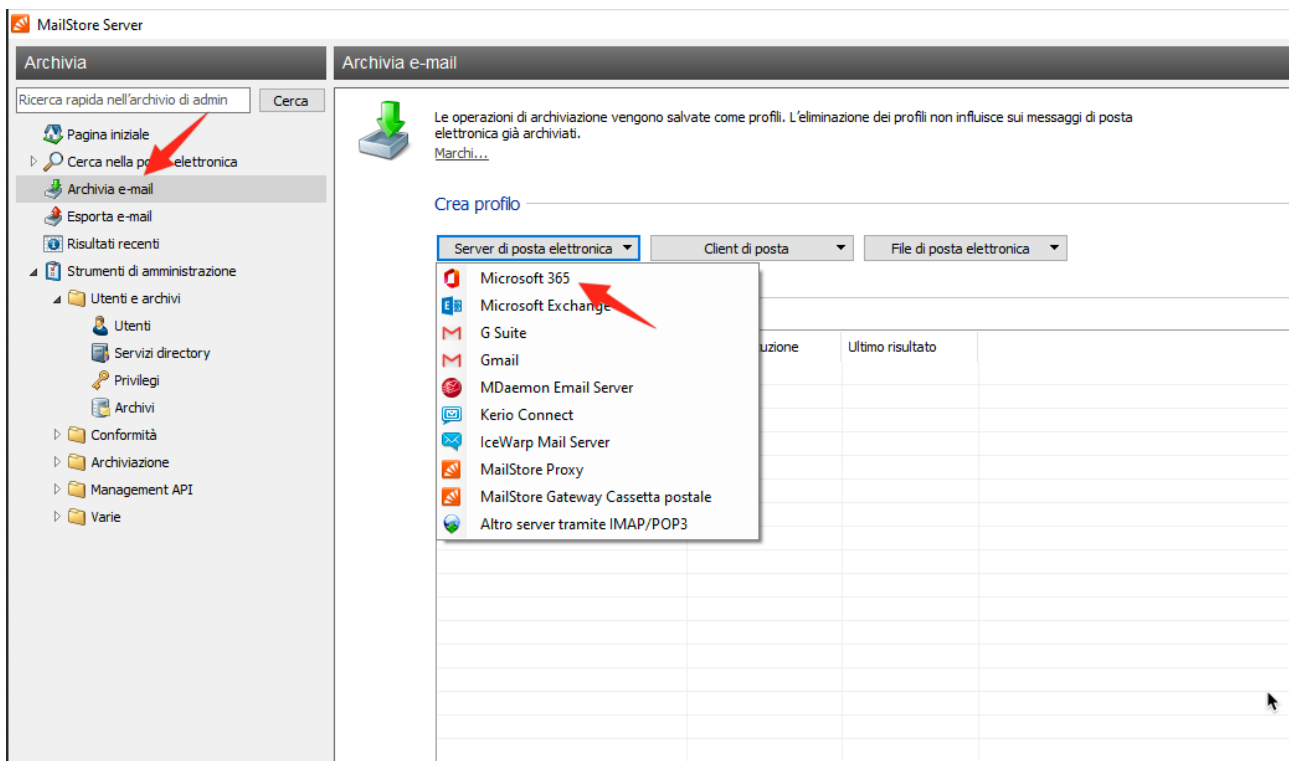 MailStore Server
Archivia
Ricerca rapida nell'archivio di admin
Cerca
Pagina iniziale
Cerca nella elettronica
Archivia e-mail
Esporta e-mail
Risultati recenti
Strumenti di amministrazione
Utenti e archivi
Utenti
Servizi directory
Privilegi
Archivi
Conformità
Archiviazione
Management API
Varie
Archivia e-mail
Le operazioni di archiviazione vengono salvate come profili. L'eliminazione dei profili non influisce sui messaggi di posta
elettronica già archiviati.
Marchi...
Crea profilo
Server di posta elettronica
Client di posta
File di posta elettronica
Microsoft 365
Microsoft Exchange
G Suite
Gmail
MDaemon Email Server
Kerio Connect
IceWarp Mail Server
MailStore Proxy
MailStore Gateway Cassetta postale
Altro server tramite IMAP/POP3
uzione
Ultimo risultato